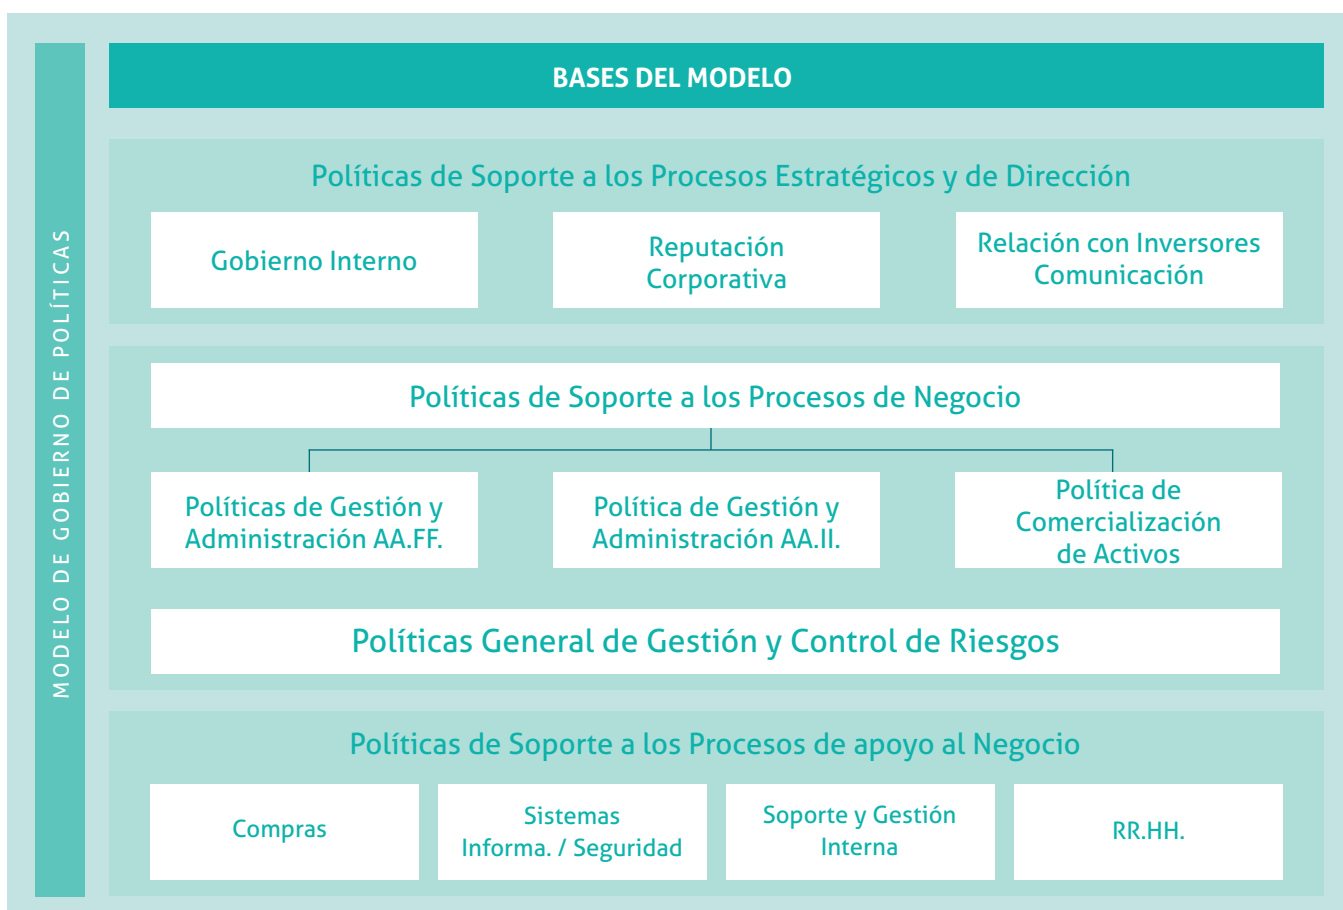 MODELO DE GOBIERNO DE POLÍTICAS
BASES DEL MODELO
Políticas de Soporte a los Procesos Estratégicos y de Dirección
Gobierno Interno
Reputación
Corporativa
Relación con Inversores
Comunicación
Políticas de Soporte a los Procesos de Negocio
Políticas de Gestión y
Administración AA.FF.
Política de Gestión y
Administración AA.II.
Política de
Comercialización
de Activos
Políticas General de Gestión y Control de Riesgos
Políticas de Soporte a los Procesos de apoyo al Negocio
Compras
Sistemas
Informa. / Seguridad
Soporte y Gestión
Interna
RR.HH.